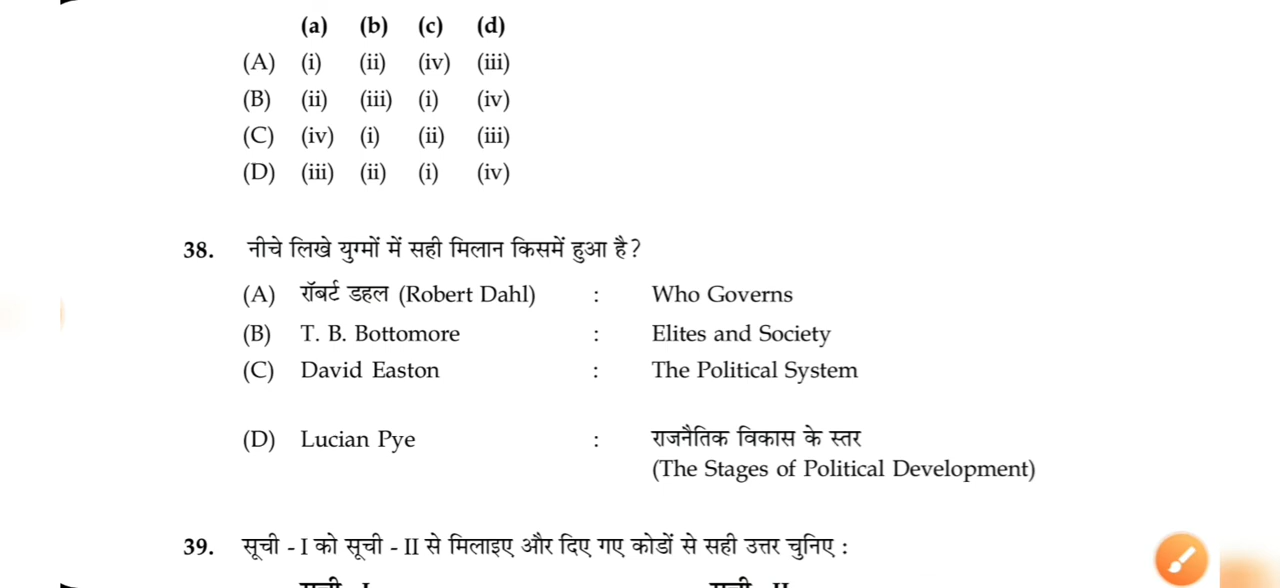 (a) (b) (c) (d)
(A) (i) (ii) (iv) (iii)
(B) (ii) (iii) (i) (iv)
(C) (iv) (i) (ii) (iii)
(D) (iii) (ii) (i) (iv)
38. नीचे लिखे युग्मों में सही मिलान किसमें हुआ है?
(A) रॉबर्ट डहल (Robert Dahl) : Who Governs
(B) T. B. Bottomore : Elites and Society
(C) David Easton : The Political System
(D) Lucian Pye : राजनैतिक विकास के स्तर
(The Stages of Political Development)
39. सूची - I को सूची - II से मिलाइए और दिए गए कोडों से सही उत्तर चुनिए :